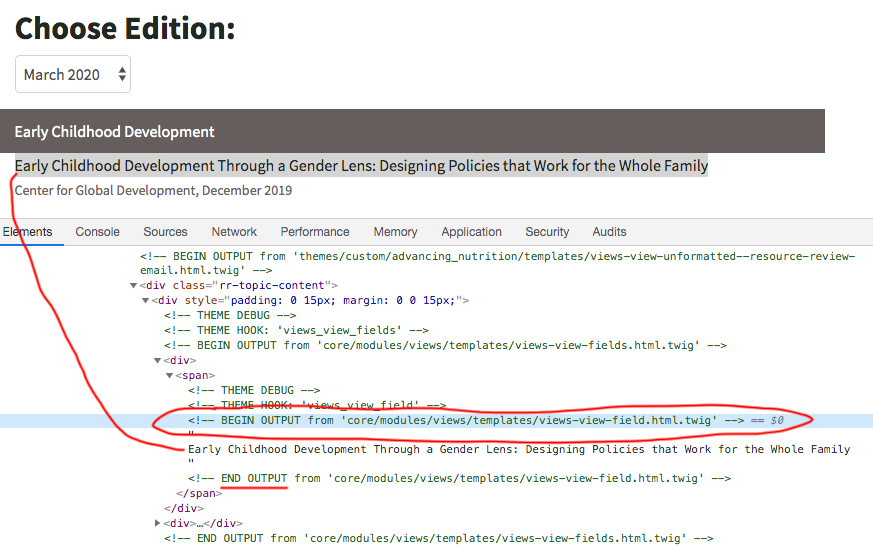 Choose Edition:
March 2020
Early Childhood Development
Early Childhood Development Through a Gender Lens: Designing Policies that Work for the Whole Family
Center for Global Development, December 2019
Elements Console Sources Network Performance Memory Application Security Audits
<!-- BEGIN OUTPUT from 'themes/custom/advancing_nutrition/templates/views-view-unformatted--resource-review-
email.html.twig' -->
▼<div class="rr-topic-content">
▼<div style="padding: 0 15px; margin: 0 0 15px;">
<!-- THEME DEBUG -->
<!-- THEME HOOK: 'views_view_fields' -->
<!-- BEGIN OUTPUT from 'core/modules/views/templates/views-view-fields.html.twig' -->
▼<div>
▼<span>
<!-- THEME DEBUG -->
<!-- THEME HOOK: 'views_view_field' -->
<!-- BEGIN OUTPUT from 'core/modules/views/templates/views-view-field.html.twig' --> == $0
"
Early Childhood Development Through a Gender Lens: Designing Policies that Work for the Whole Family
"
<!-- END OUTPUT from 'core/modules/views/templates/views-view-field.html.twig' -->
</span>
</div>
▶<div>…</div>
<!-- END OUTPUT from 'core/modules/views/templates/views-view-fields.html.twig' -->